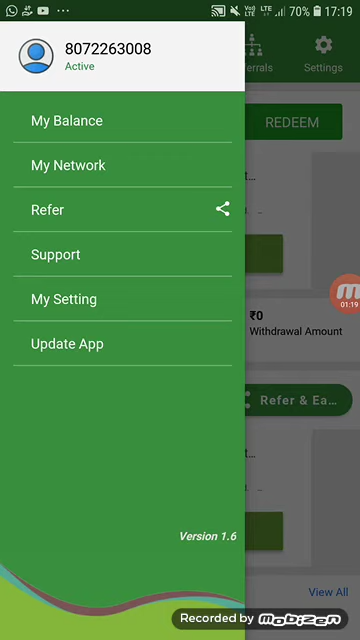 70% 17:19
8072263008
Active
ferrals
Settings
My Balance
REDEEM
My Network
t...
Refer
Support
My Setting
₹0
01:19
Withdrawal Amount
Update App
Refer & Ea...
t...
Version 1.6
View All
Recorded by mobizen